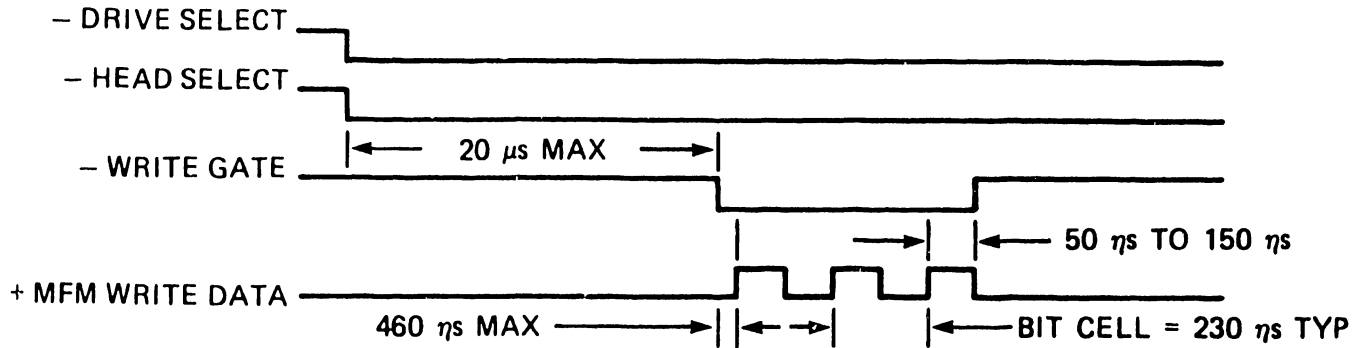 – DRIVE SELECT
– HEAD SELECT
20 μs MAX
– WRITE GATE
50 ηs TO 150 ηs
+ MFM WRITE DATA
460 ηs MAX
BIT CELL = 230 ηs TYP